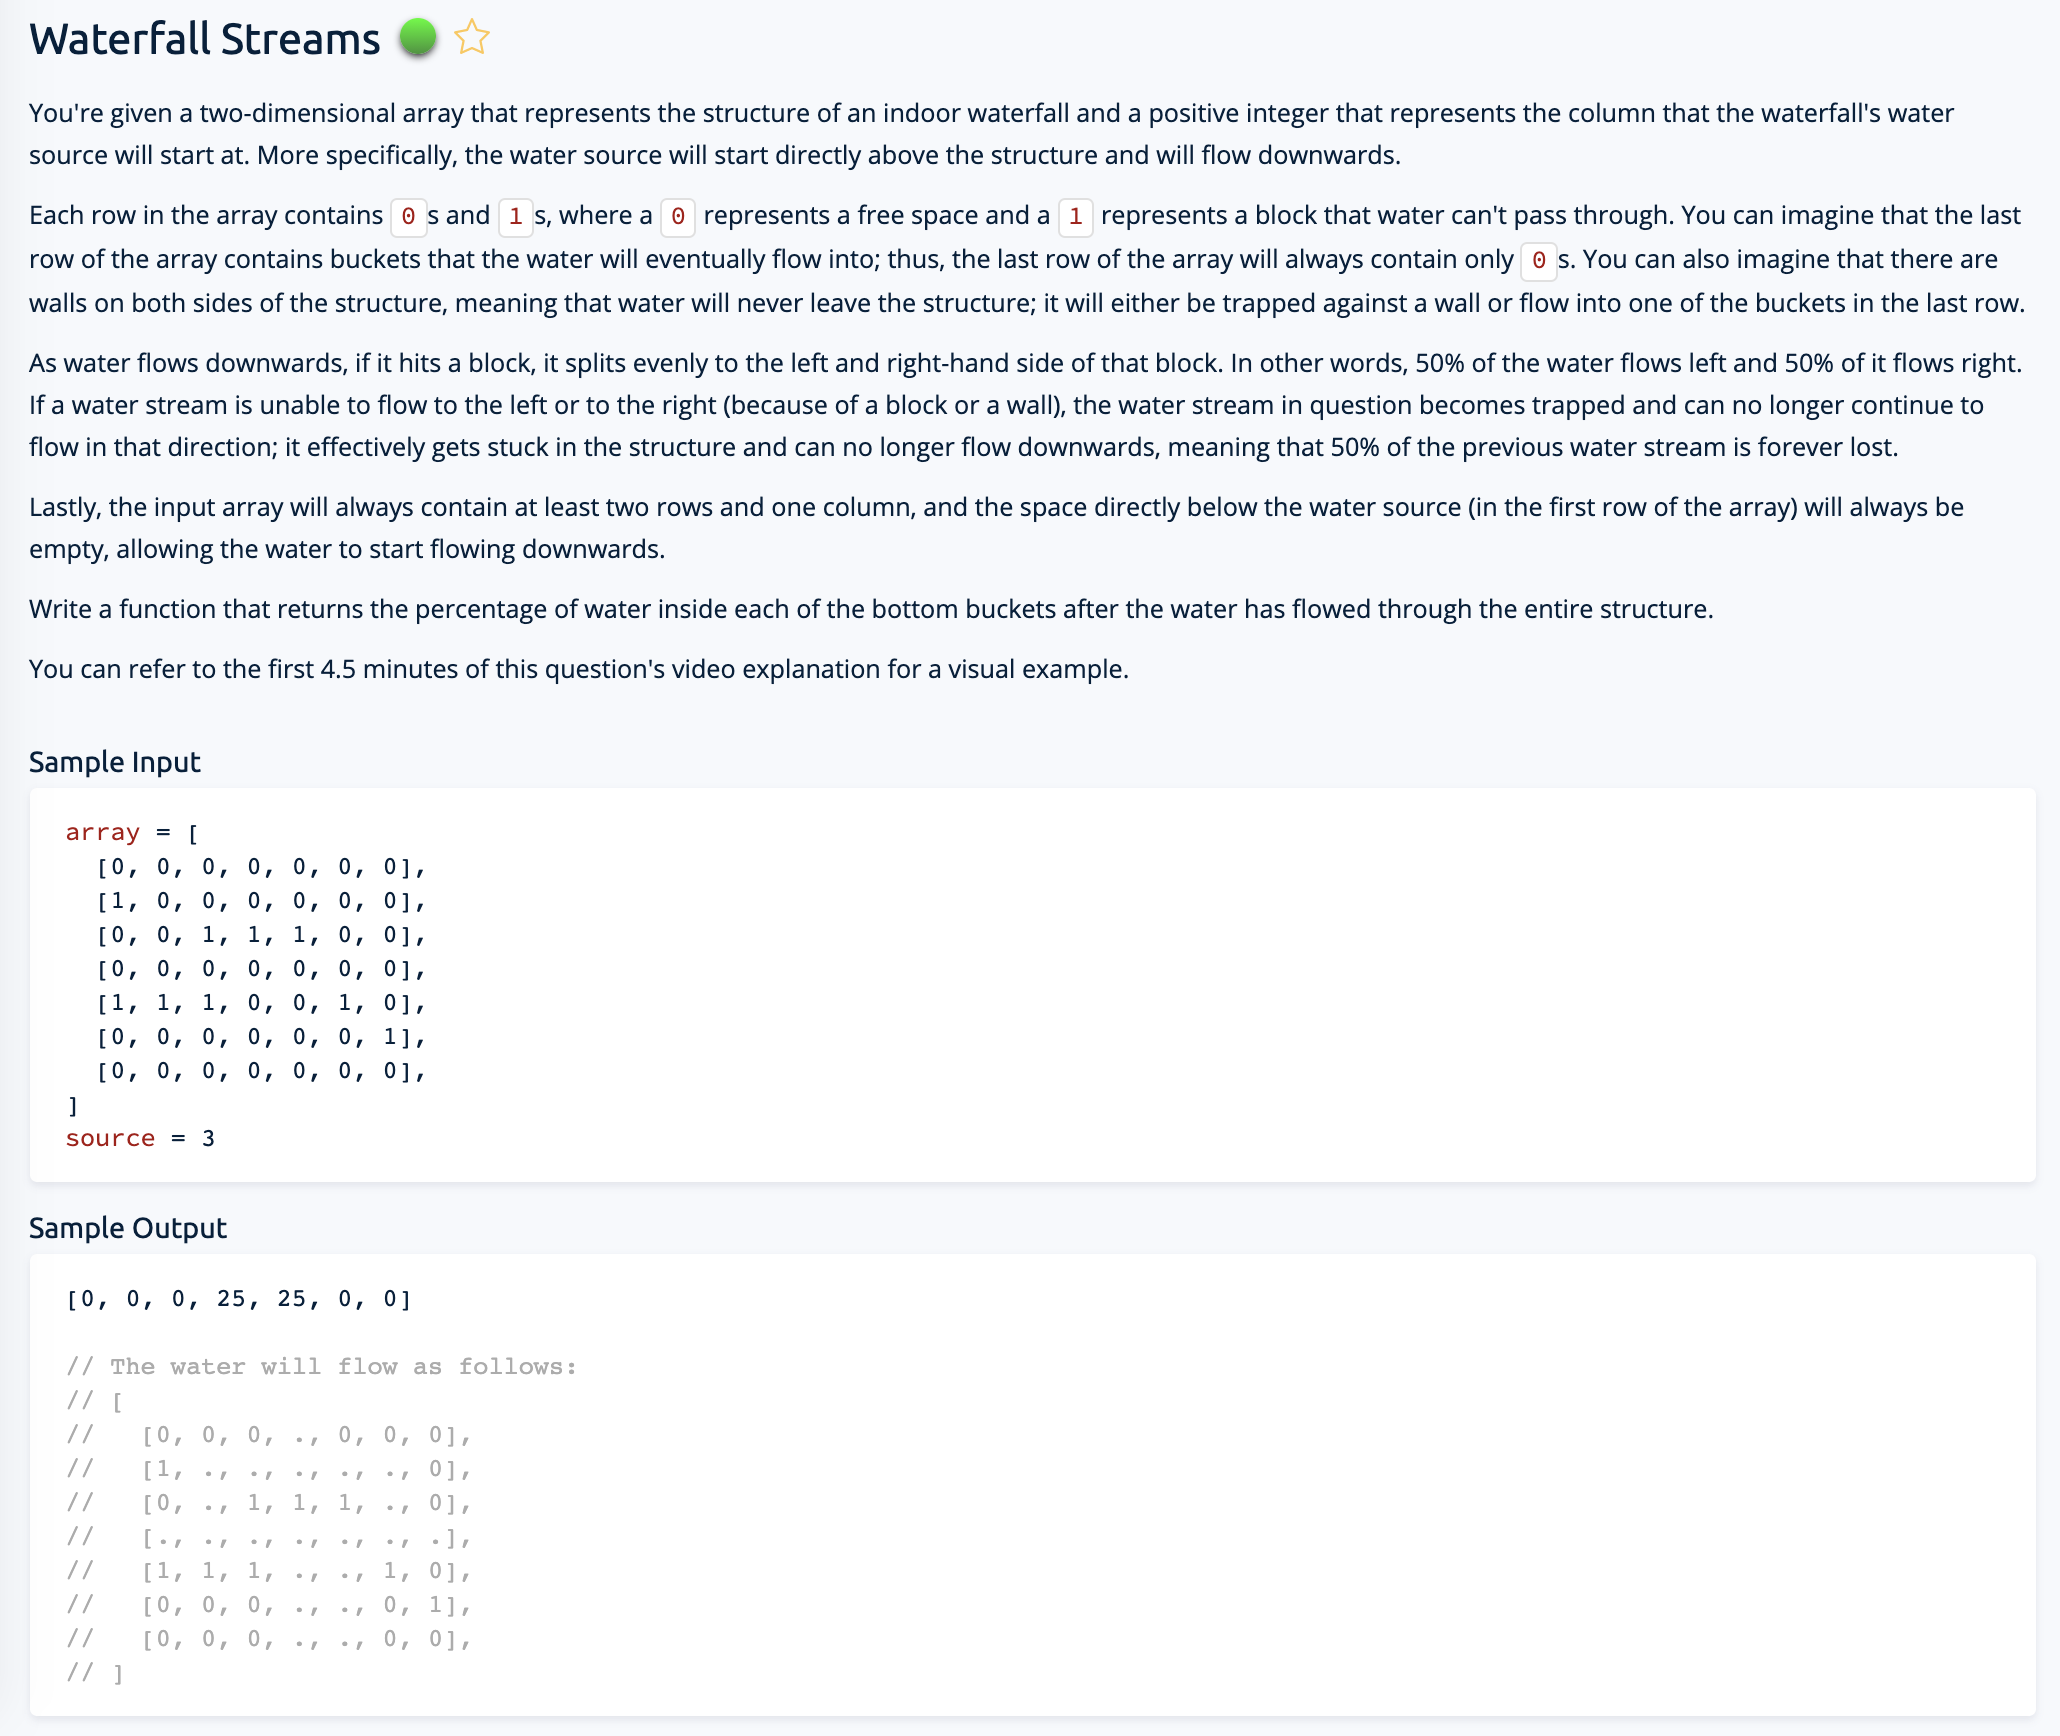 Waterfall Streams
You're given a two-dimensional array that represents the structure of an indoor waterfall and a positive integer that represents the column that the waterfall's water
source will start at. More specifically, the water source will start directly above the structure and will flow downwards.
Each row in the array contains 0 s and 1 s, where a 0 represents a free space and a 1 represents a block that water can't pass through. You can imagine that the last
row of the array contains buckets that the water will eventually flow into; thus, the last row of the array will always contain only 0 s. You can also imagine that there are
walls on both sides of the structure, meaning that water will never leave the structure; it will either be trapped against a wall or flow into one of the buckets in the last row.
As water flows downwards, if it hits a block, it splits evenly to the left and right-hand side of that block. In other words, 50% of the water flows left and 50% of it flows right.
If a water stream is unable to flow to the left or to the right (because of a block or a wall), the water stream in question becomes trapped and can no longer continue to
flow in that direction; it effectively gets stuck in the structure and can no longer flow downwards, meaning that 50% of the previous water stream is forever lost.
Lastly, the input array will always contain at least two rows and one column, and the space directly below the water source (in the first row of the array) will always be
empty, allowing the water to start flowing downwards.
Write a function that returns the percentage of water inside each of the bottom buckets after the water has flowed through the entire structure.
You can refer to the first 4.5 minutes of this question's video explanation for a visual example.
Sample Input
array = [
  [0, 0, 0, 0, 0, 0, 0],
  [1, 0, 0, 0, 0, 0, 0],
  [0, 0, 1, 1, 1, 0, 0],
  [0, 0, 0, 0, 0, 0, 0],
  [1, 1, 1, 0, 0, 1, 0],
  [0, 0, 0, 0, 0, 0, 1],
  [0, 0, 0, 0, 0, 0, 0],
]
source = 3
Sample Output
[0, 0, 0, 25, 25, 0, 0]
// The water will flow as follows:
// [
//   [0, 0, 0, ., 0, 0, 0],
//   [1, ., ., ., ., ., 0],
//   [0, ., 1, 1, 1, ., 0],
//   [., ., ., ., ., ., .],
//   [1, 1, 1, ., ., 1, 0],
//   [0, 0, 0, ., ., 0, 1],
//   [0, 0, 0, ., ., 0, 0],
// ]